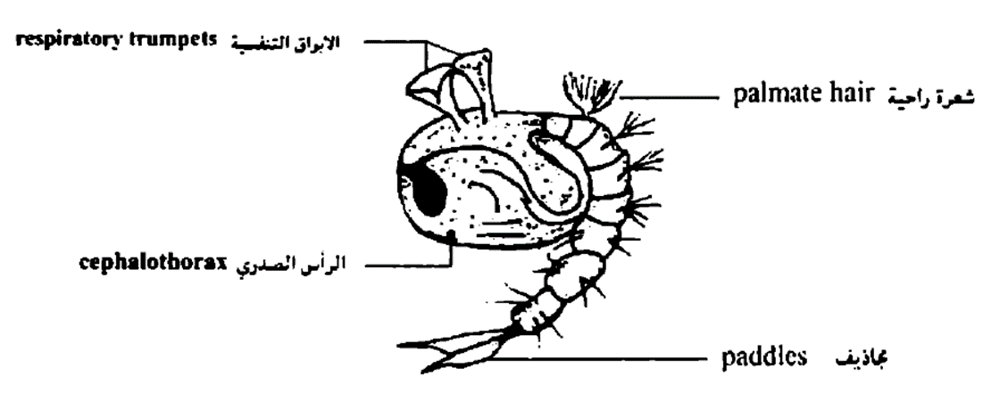 respiratory trumpets الابواق التنفسية
palmate hair شعرة راحية
cephalothorax الرأس الصدري
paddles مجاذيف